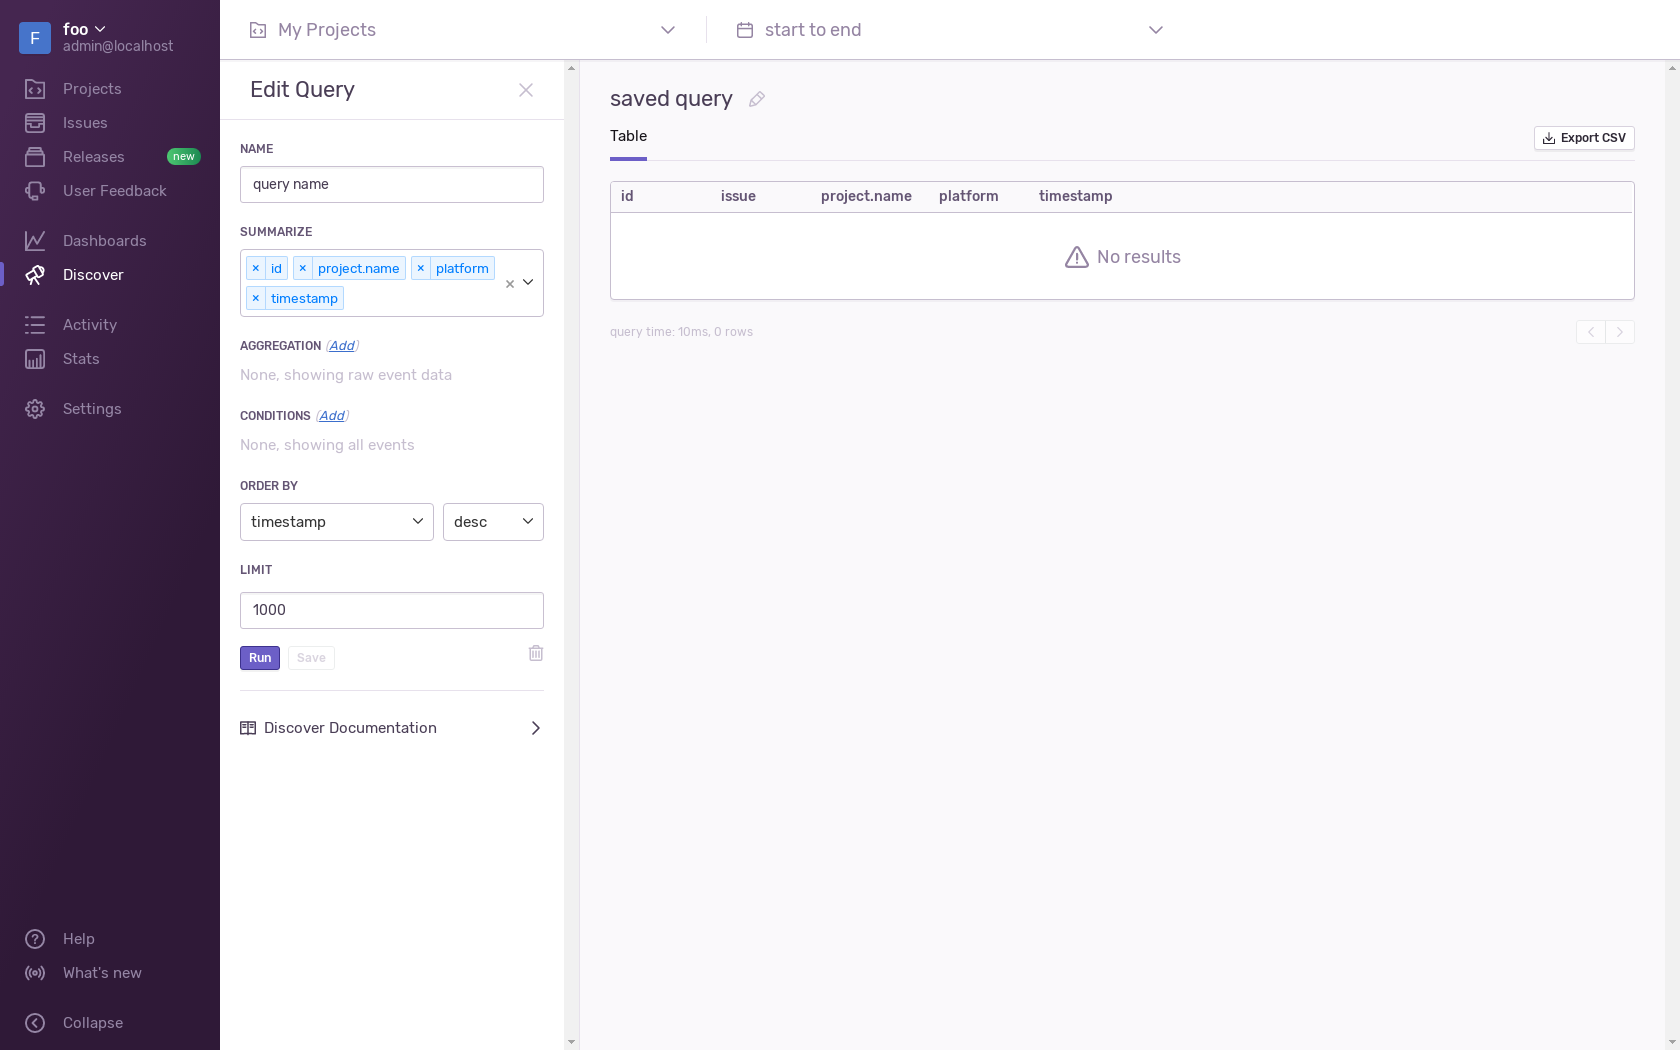 F
foo
admin@localhost
Projects
Issues
Releases new
User Feedback
Dashboards
Discover
Activity
Stats
Settings
Help
What's new
Collapse
My Projects
start to end
Edit Query
NAME
query name
SUMMARIZE
× id × project.name × platform
× timestamp
AGGREGATION (Add)
None, showing raw event data
CONDITIONS (Add)
None, showing all events
ORDER BY
timestamp desc
LIMIT
1000
Run Save
Discover Documentation
saved query
Table
Export CSV
id issue project.name platform timestamp
No results
query time: 10ms, 0 rows